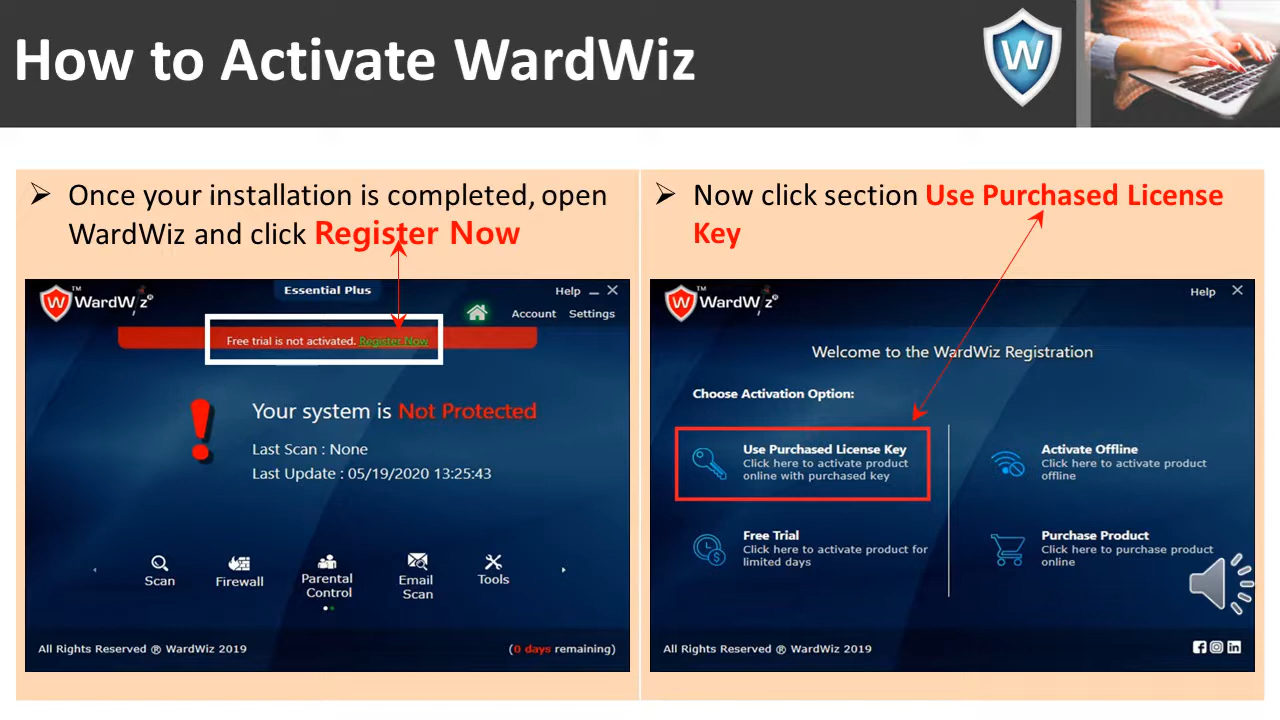 How to Activate WardWiz
W
➢ Once your installation is completed, open
WardWiz and click Register Now
W WardWiz®
TM
Essential Plus
Help
Account
Settings
Free trial is not activated. Register Now
Your system is Not Protected
Last Scan : None
Last Update : 05/19/2020 13:25:43
Scan
Firewall
Parental
Control
Email
Scan
Tools
All Rights Reserved ® WardWiz 2019
(0 days remaining)
➢ Now click section Use Purchased License
Key
W WardWiz®
TM
Help
Welcome to the WardWiz Registration
Choose Activation Option:
Use Purchased License Key
Click here to activate product
online with purchased key
Activate Offline
Click here to activate product
offline
Free Trial
Click here to activate product for
limited days
Purchase Product
Click here to purchase product
online
All Rights Reserved ® WardWiz 2019